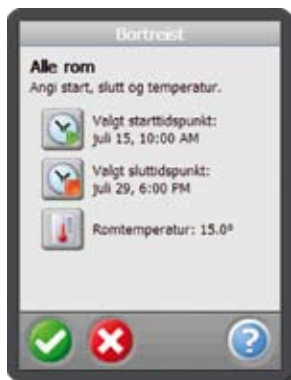 Bortreist
Alle rom
Angi start, slutt og temperatur.
Valgt starttidspunkt:
juli 15, 10:00 AM
Valgt sluttidspunkt:
juli 29, 6:00 PM
Romtemperatur: 15.0°
?